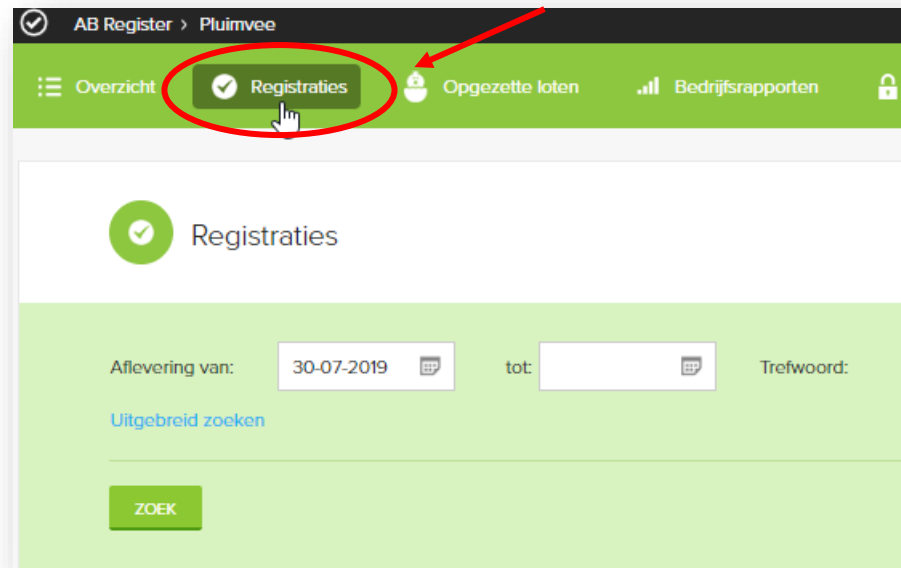 AB Register > Pluimvee
Overzicht Registraties Opgezette loten Bedrijfsrapporten
Registraties
Aflevering van: 30-07-2019 tot: Trefwoord:
Uitgebreid zoeken
ZOEK